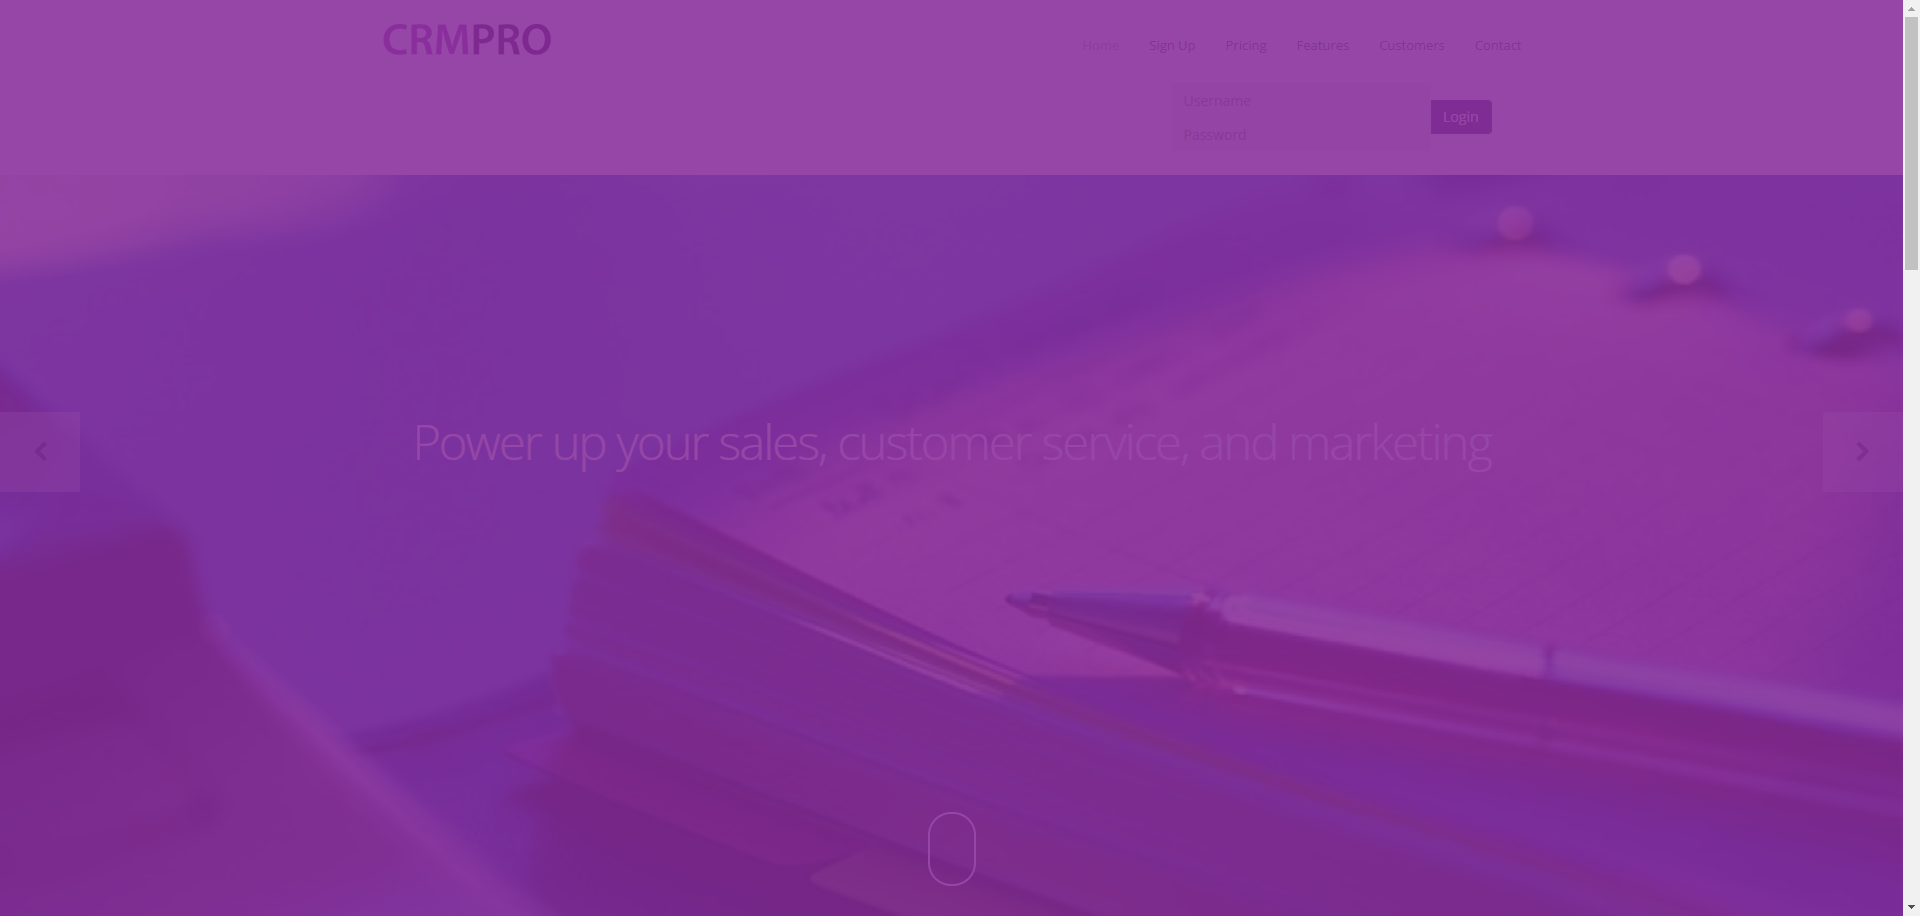 CRMPRO
Home Sign Up Pricing Features Customers Contact
Username
Password
Login
Power up your sales, customer service, and marketing